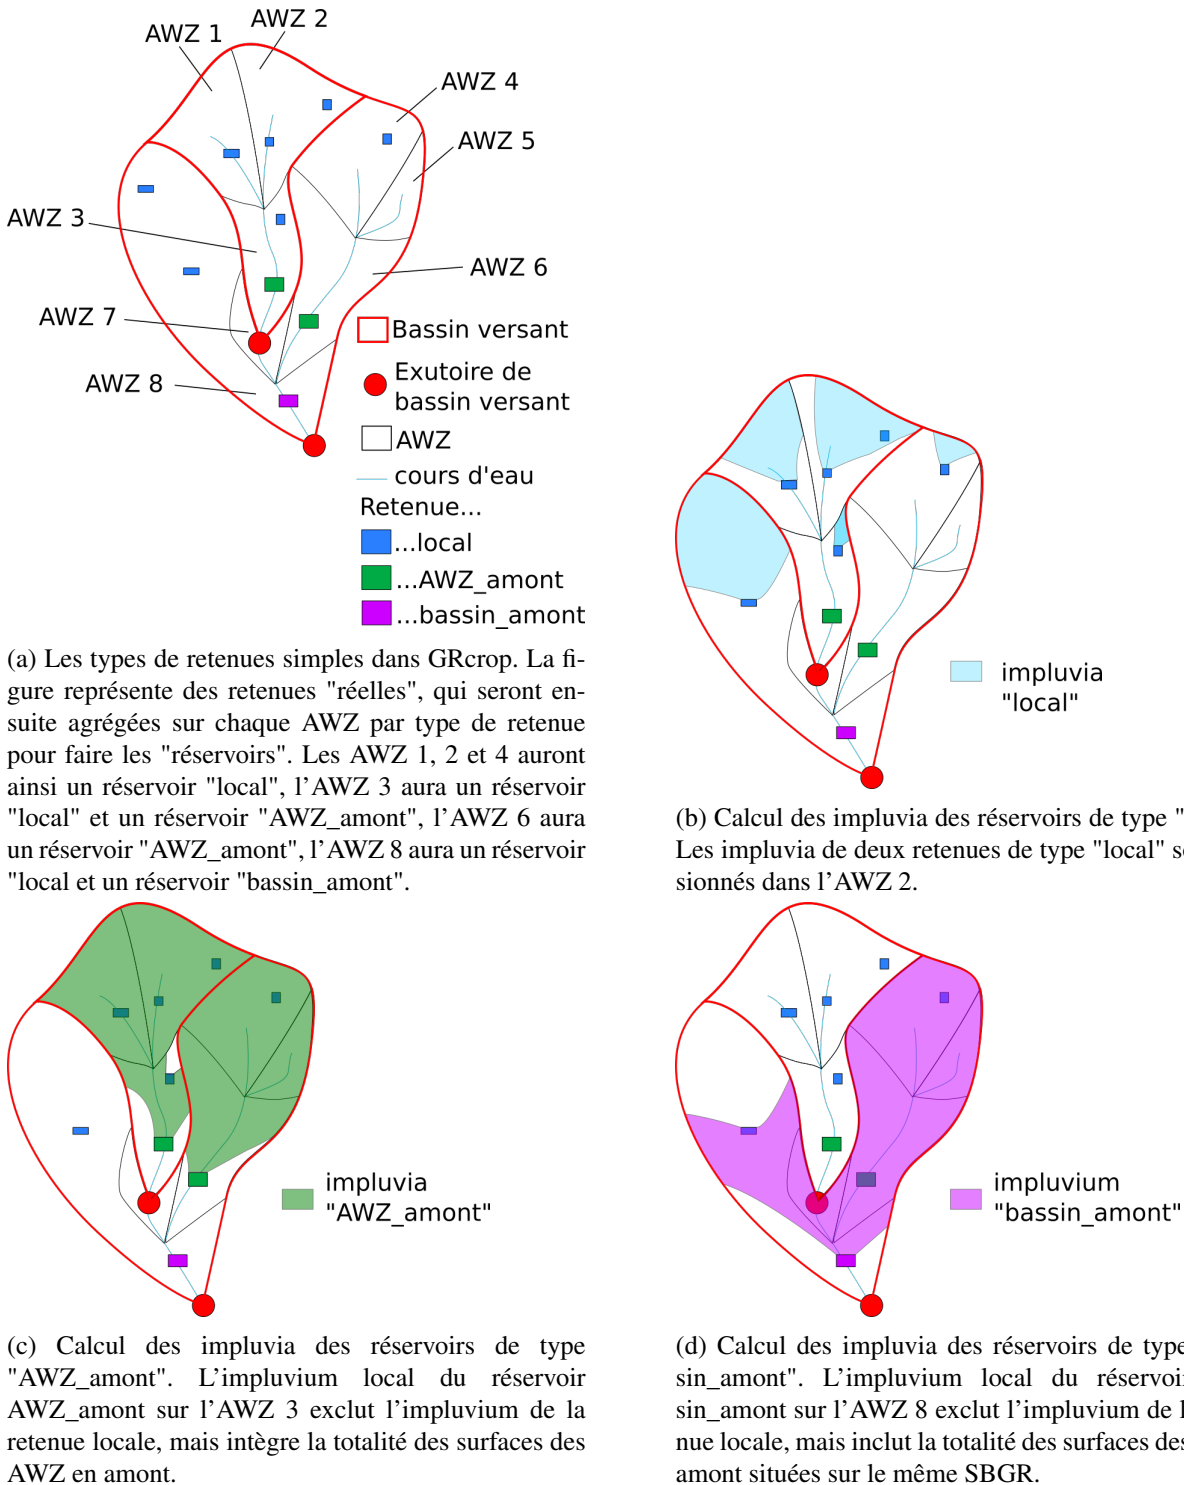 AWZ 1
AWZ 2
AWZ 4
AWZ 5
AWZ 3
AWZ 6
AWZ 7
AWZ 8
Bassin versant
Exutoire de
bassin versant
AWZ
cours d'eau
Retenue...
...local
...AWZ_amont
...bassin_amont
(a) Les types de retenues simples dans GRcrop. La fi-
gure représente des retenues "réelles", qui seront en-
suite agrégées sur chaque AWZ par type de retenue
pour faire les "réservoirs". Les AWZ 1, 2 et 4 auront
ainsi un réservoir "local", l'AWZ 3 aura un réservoir
"local" et un réservoir "AWZ_amont", l'AWZ 6 aura
un réservoir "AWZ_amont", l'AWZ 8 aura un réservoir
"local et un réservoir "bassin_amont".
impluvia
"local"
(b) Calcul des impluvia des réservoirs de type "
Les impluvia de deux retenues de type "local" s
sionnés dans l'AWZ 2.
impluvia
"AWZ_amont"
(c) Calcul des impluvia des réservoirs de type
"AWZ_amont". L'impluvium local du réservoir
AWZ_amont sur l'AWZ 3 exclut l'impluvium de la
retenue locale, mais intègre la totalité des surfaces des
AWZ en amont.
impluvium
"bassin_amont"
(d) Calcul des impluvia des réservoirs de type
sin_amont". L'impluvium local du réservoir
sin_amont sur l'AWZ 8 exclut l'impluvium de l
nue locale, mais inclut la totalité des surfaces des
amont situées sur le même SBGR.